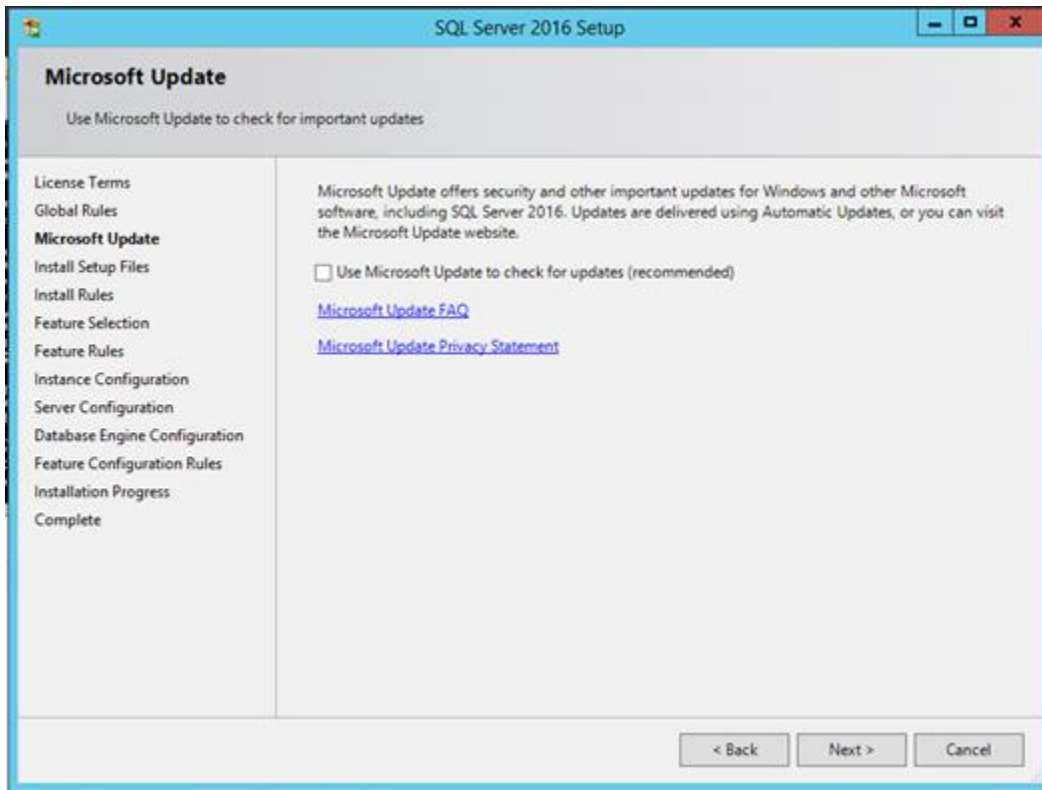 SQL Server 2016 Setup
Microsoft Update
Use Microsoft Update to check for important updates
License Terms
Global Rules
Microsoft Update
Install Setup Files
Install Rules
Feature Selection
Feature Rules
Instance Configuration
Server Configuration
Database Engine Configuration
Feature Configuration Rules
Installation Progress
Complete
Microsoft Update offers security and other important updates for Windows and other Microsoft
software, including SQL Server 2016. Updates are delivered using Automatic Updates, or you can visit
the Microsoft Update website.
Use Microsoft Update to check for updates (recommended)
Microsoft Update FAQ
Microsoft Update Privacy Statement
< Back
Next >
Cancel